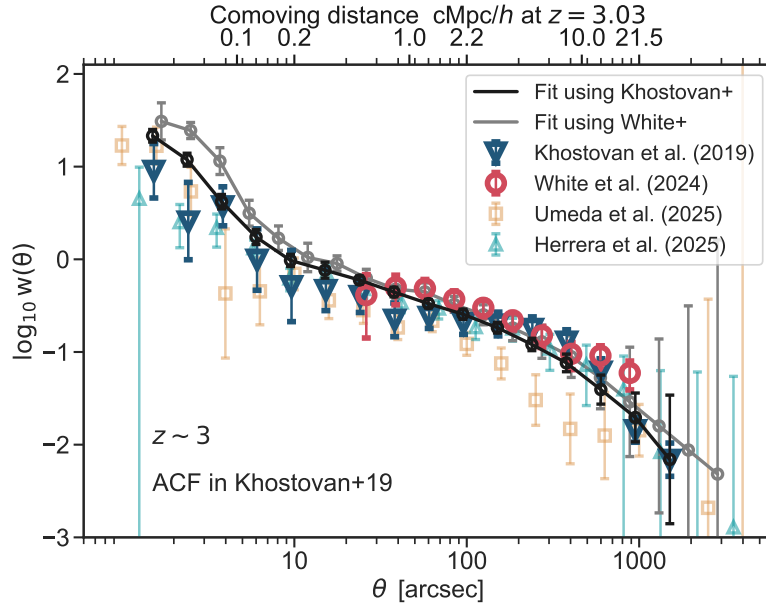 Comoving distance cMpc/h at z = 3.03
0.1 0.2 1.0 2.2 10.0 21.5
2
1
0
−1
−2
−3
log₁₀ w(θ)
Fit using Khostovan+
Fit using White+
Khostovan et al. (2019)
White et al. (2024)
Umeda et al. (2025)
Herrera et al. (2025)
z ~ 3
ACF in Khostovan+19
10 100 1000
θ [arcsec]